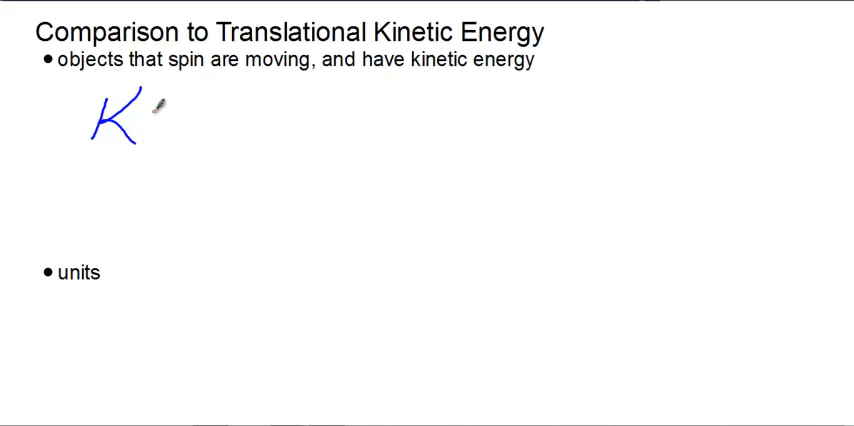 Comparison to Translational Kinetic Energy
• objects that spin are moving, and have kinetic energy
K
• units